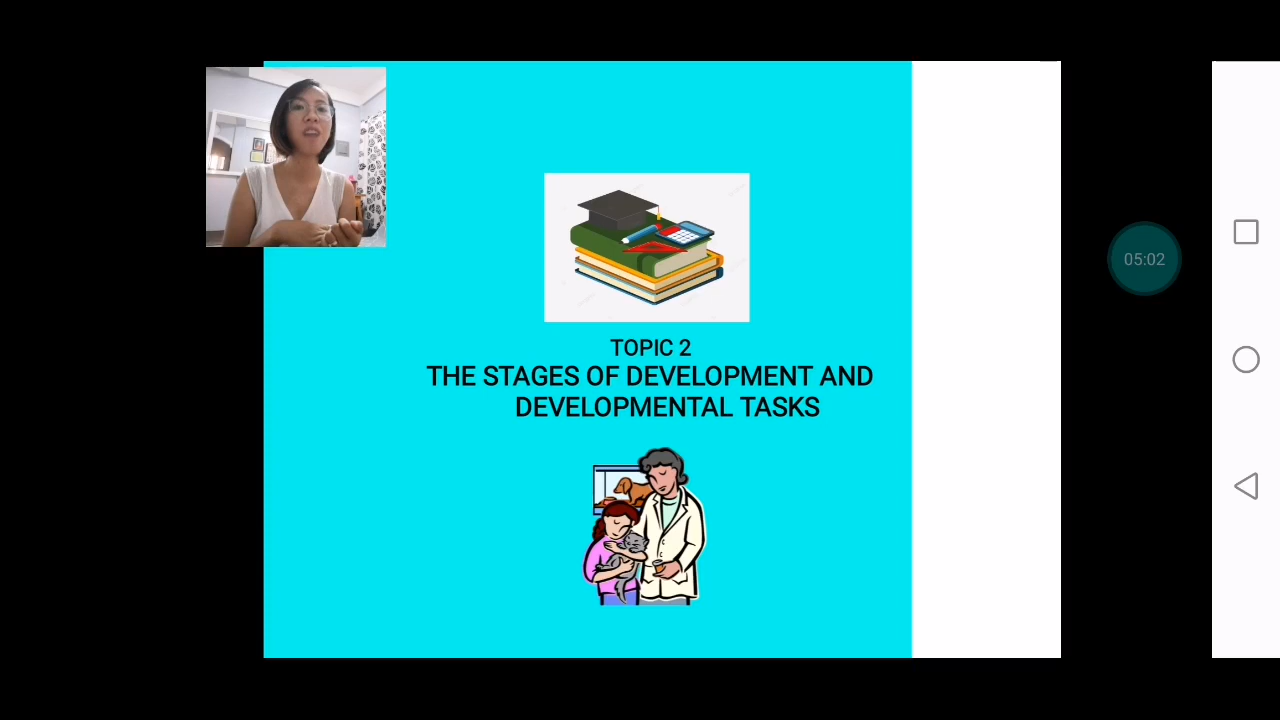 TOPIC 2
THE STAGES OF DEVELOPMENT AND
DEVELOPMENTAL TASKS
05:02